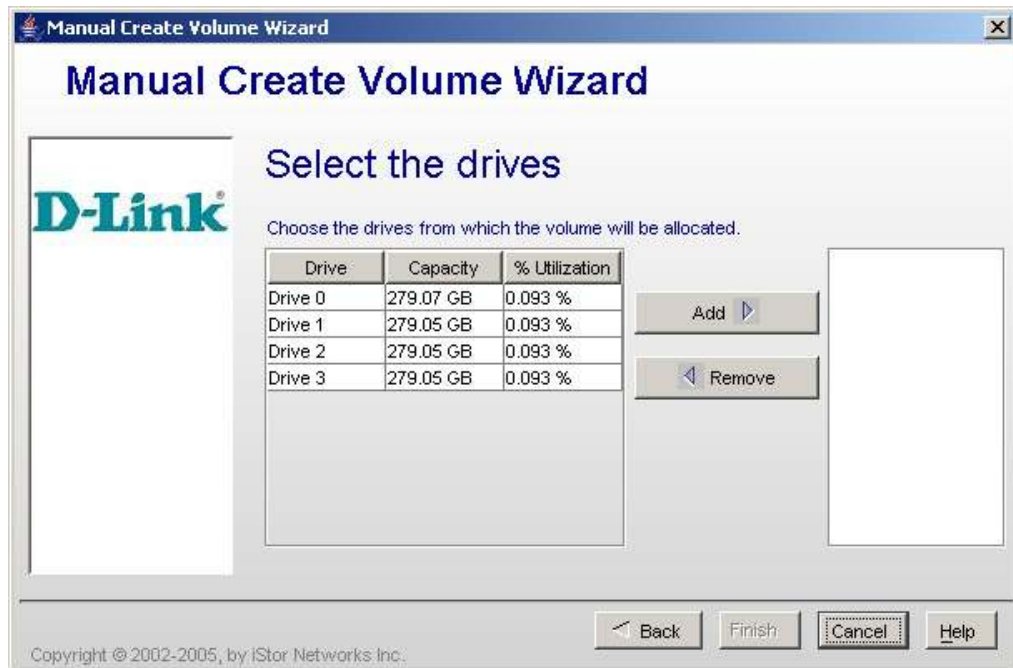 Manual Create Volume Wizard
Manual Create Volume Wizard
D-Link
Select the drives
Choose the drives from which the volume will be allocated.
Drive Capacity % Utilization
Drive 0 279.07 GB 0.093 %
Drive 1 279.05 GB 0.093 %
Drive 2 279.05 GB 0.093 %
Drive 3 279.05 GB 0.093 %
Add
Remove
Back Finish Cancel Help
Copyright © 2002-2005, by iStor Networks Inc.